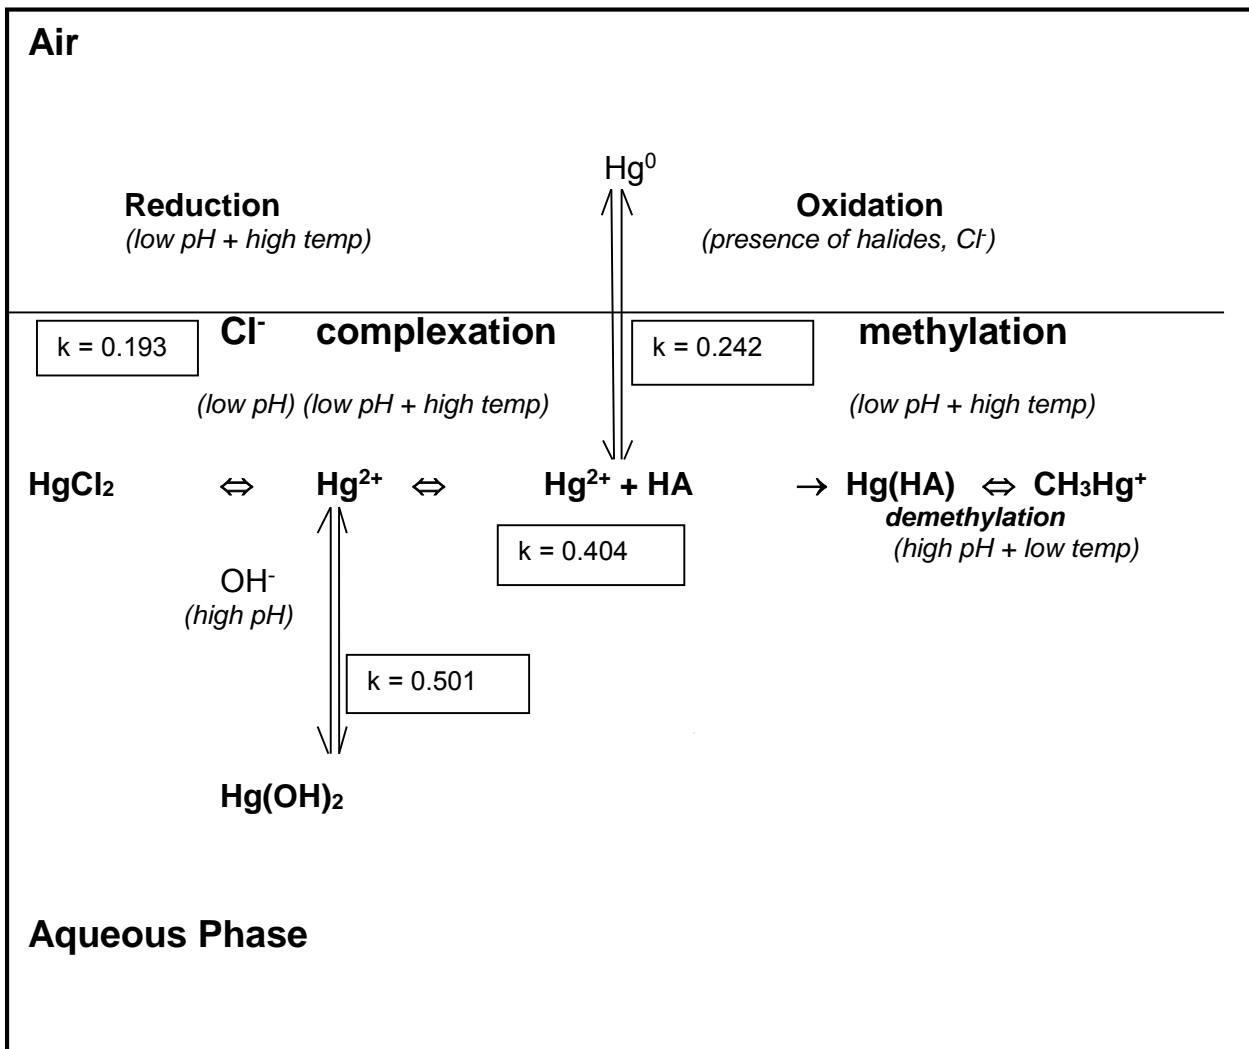 Air
Hg⁰
Reduction Oxidation
(low pH + high temp) (presence of halides, Cl⁻)
k = 0.193 Cl⁻ complexation k = 0.242 methylation
(low pH) (low pH + high temp) (low pH + high temp)
HgCl₂ ⇔ Hg²⁺ ⇔ Hg²⁺ + HA → Hg(HA) ⇔ CH₃Hg⁺
demethylation
k = 0.404 (high pH + low temp)
OH⁻
(high pH)
k = 0.501
Hg(OH)₂
Aqueous Phase